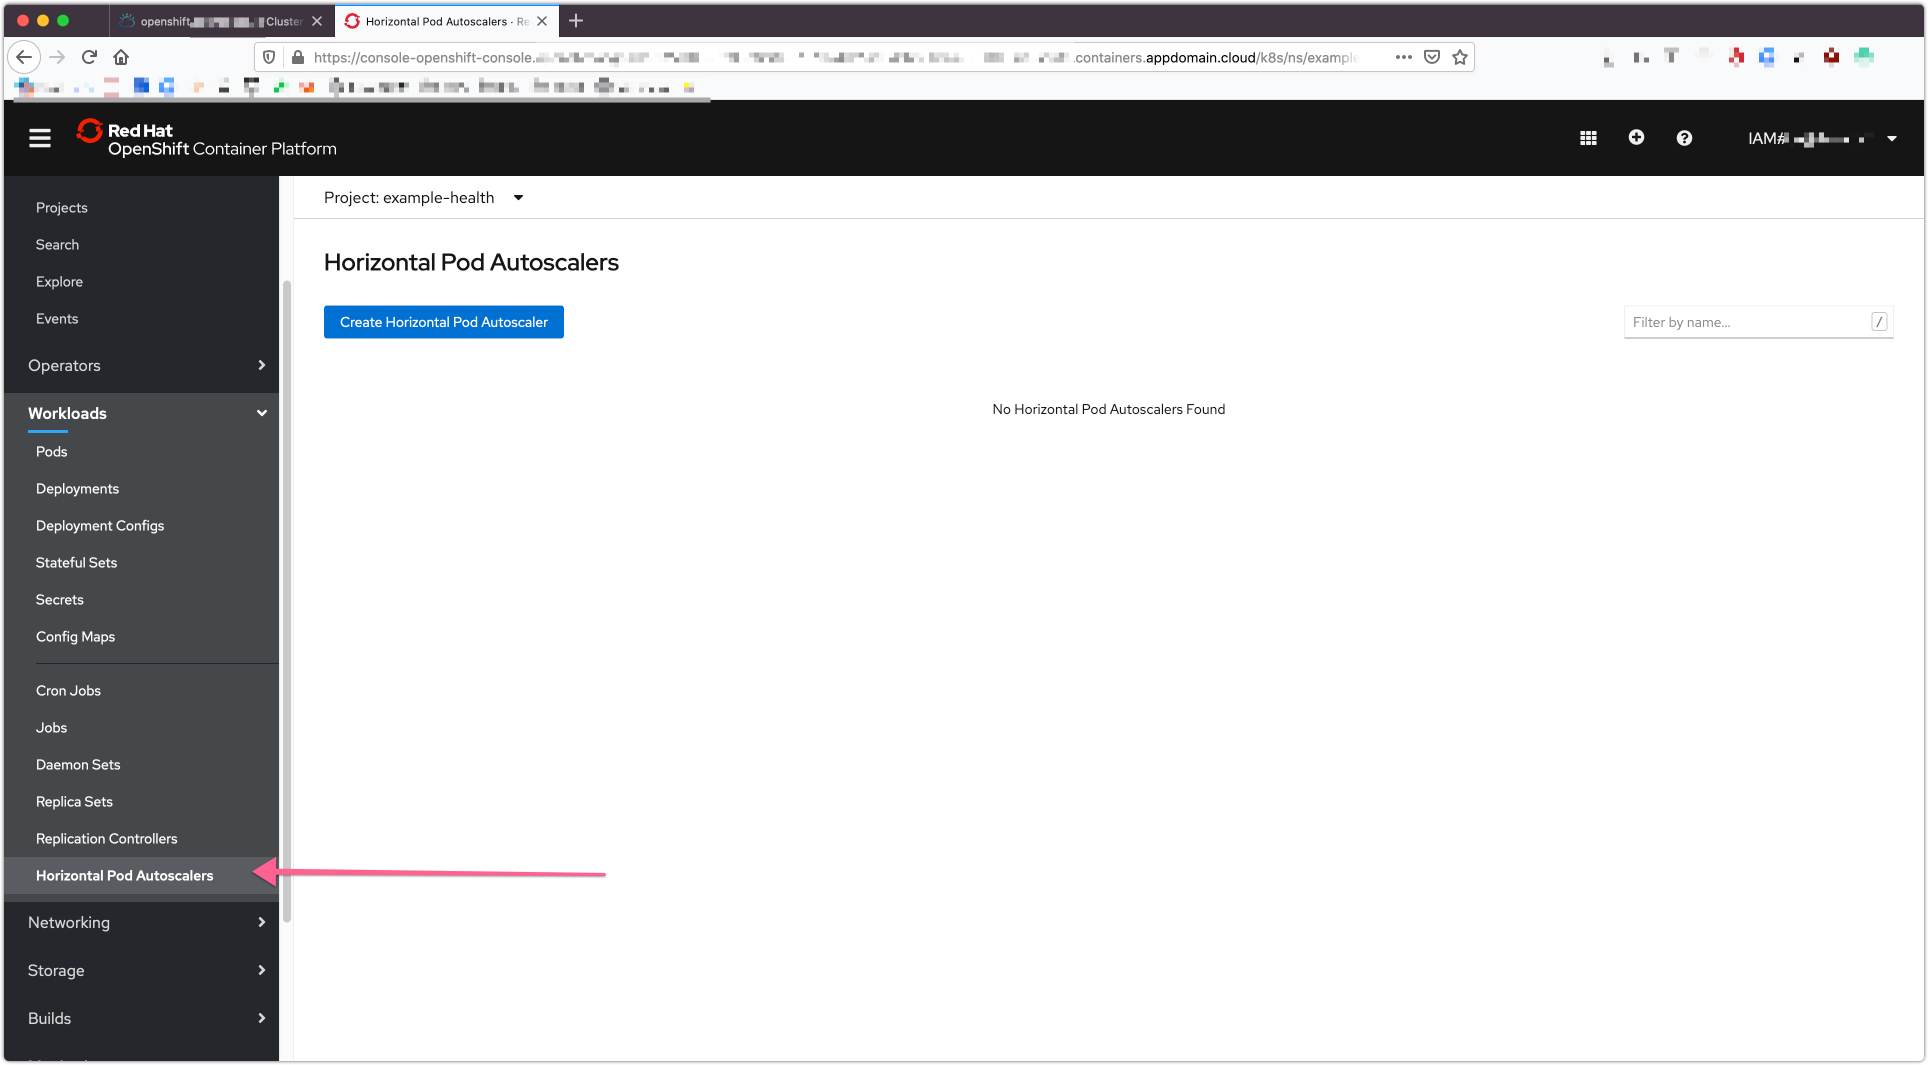 openshift Cluster
Horizontal Pod Autoscalers · Re
https://console-openshift-console. .containers.appdomain.cloud/k8s/ns/example
Red Hat
OpenShift Container Platform
IAM#
Project: example-health
Projects
Search
Explore
Events
Operators
Workloads
Pods
Deployments
Deployment Configs
Stateful Sets
Secrets
Config Maps
Cron Jobs
Jobs
Daemon Sets
Replica Sets
Replication Controllers
Horizontal Pod Autoscalers
Networking
Storage
Builds
Horizontal Pod Autoscalers
Create Horizontal Pod Autoscaler
Filter by name...
/
No Horizontal Pod Autoscalers Found